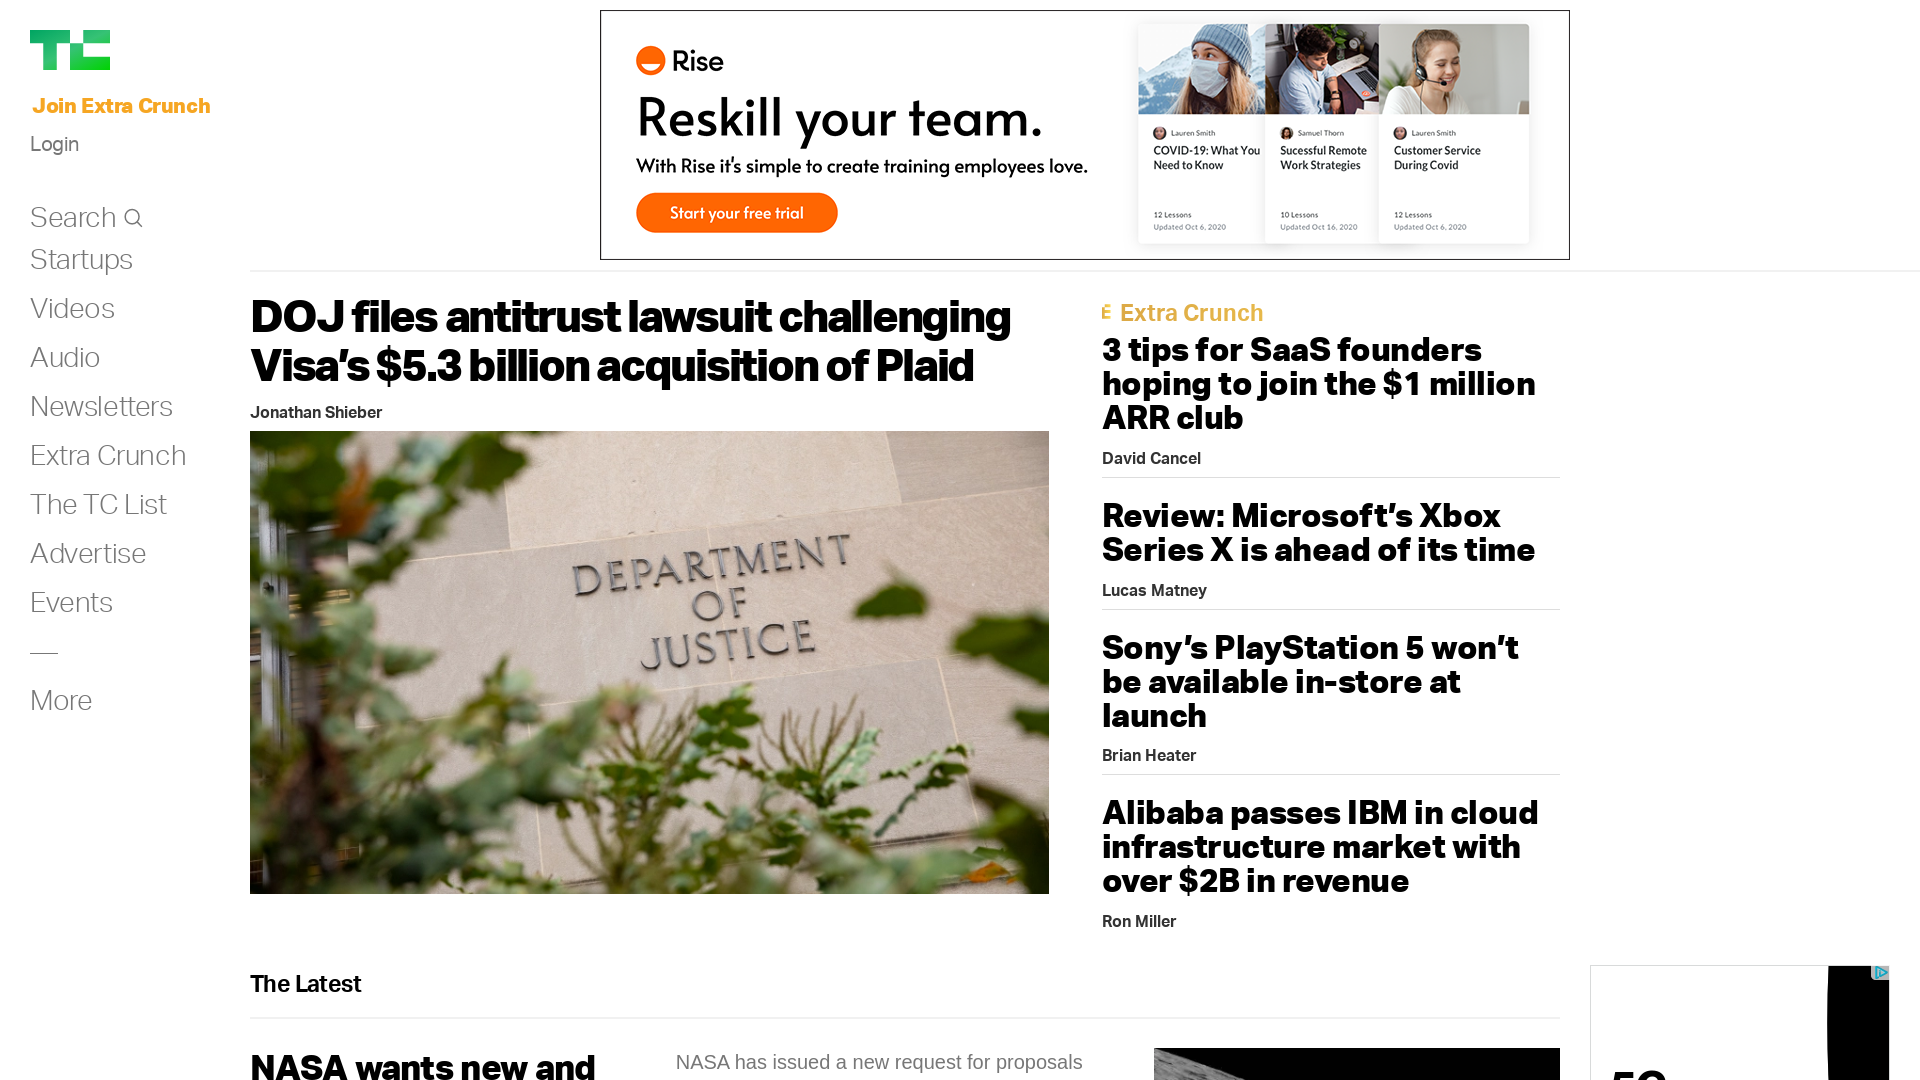 TC
Join Extra Crunch
Login
Search
Startups
Videos
Audio
Newsletters
Extra Crunch
The TC List
Advertise
Events
—
More
Rise
Reskill your team.
With Rise it's simple to create training employees love.
Start your free trial
Lauren Smith
COVID-19: What You
Need to Know
12 Lessons
Updated Oct 6, 2020
Samuel Thorn
Sucessful Remote
Work Strategies
10 Lessons
Updated Oct 16, 2020
Lauren Smith
Customer Service
During Covid
12 Lessons
Updated Oct 6, 2020
DOJ files antitrust lawsuit challenging
Visa’s $5.3 billion acquisition of Plaid
Jonathan Shieber
DEPARTMENT
OF
JUSTICE
Extra Crunch
3 tips for SaaS founders
hoping to join the $1 million
ARR club
David Cancel
Review: Microsoft’s Xbox
Series X is ahead of its time
Lucas Matney
Sony’s PlayStation 5 won’t
be available in-store at
launch
Brian Heater
Alibaba passes IBM in cloud
infrastructure market with
over $2B in revenue
Ron Miller
The Latest
NASA wants new and
NASA has issued a new request for proposals